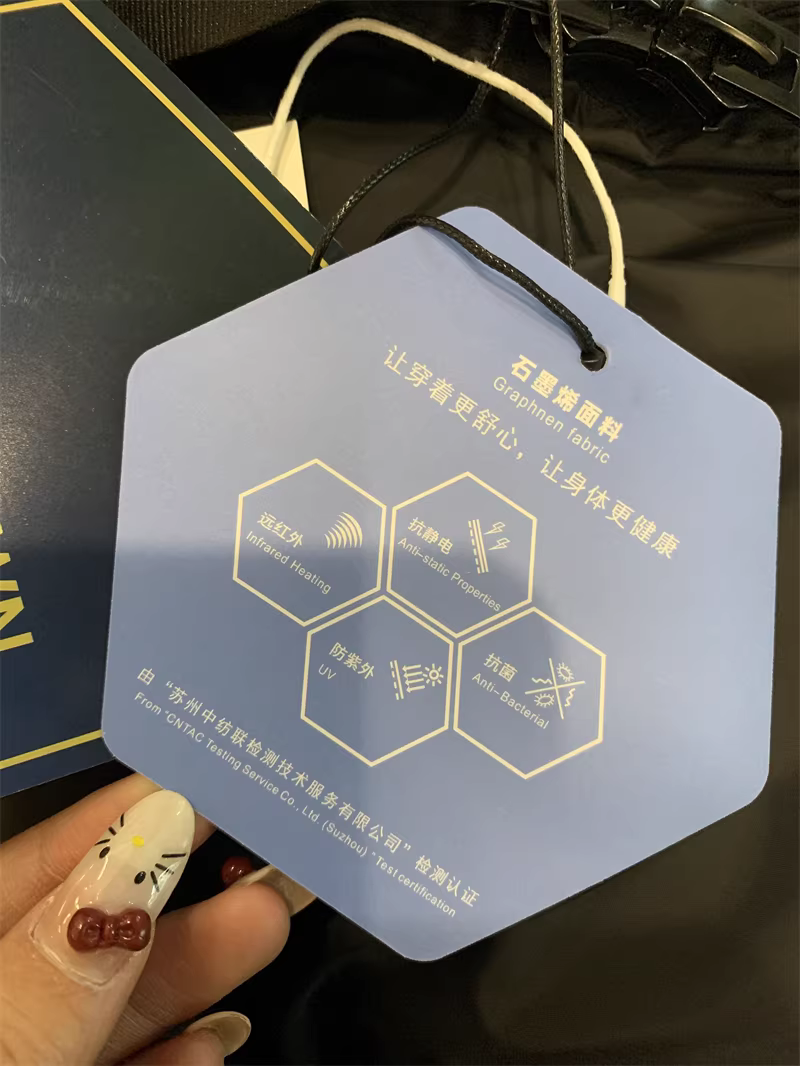 石墨烯面料
Graphnen fabric
让穿着更舒心，让身体更健康
远红外
Infrared Heating
抗静电
Anti-static Properties
防紫外
UV
抗菌
Anti-Bacterial
由“苏州中纺联检测技术服务有限公司”检测认证
From "CNTAC Testing Service Co., Ltd. (Suzhou) "Test certification